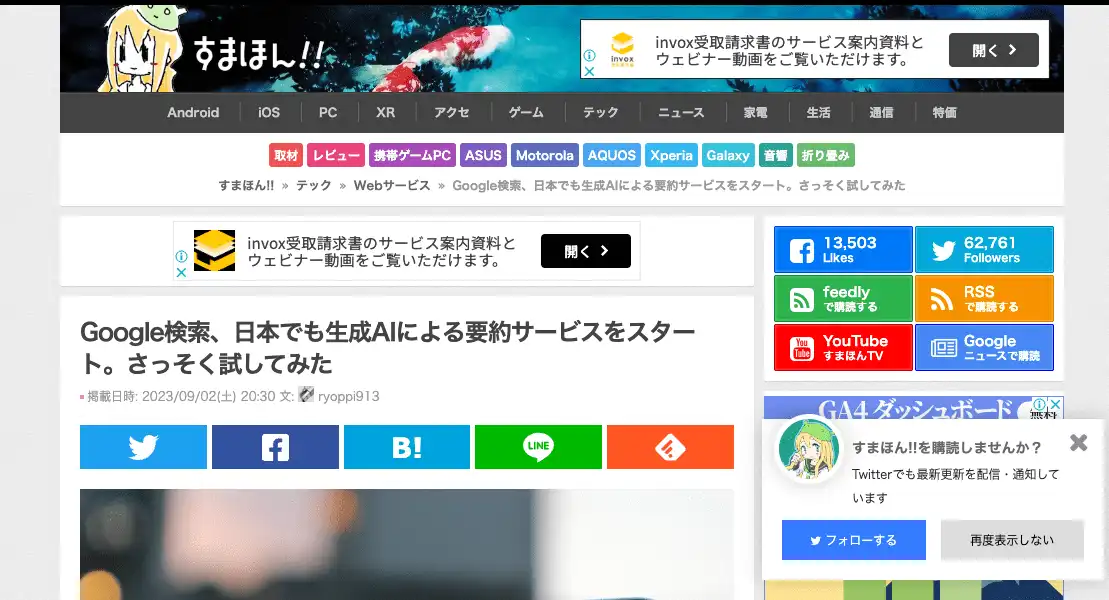 すまほん!!
invox
invox受取請求書のサービス案内資料と
ウェビナー動画をご覧いただけます。
開く
Android iOS PC XR アクセ ゲーム テック ニュース 家電 生活 通信 特価
取材 レビュー 携帯ゲームPC ASUS Motorola AQUOS Xperia Galaxy 音響 折り畳み
すまほん!! » テック » Webサービス » Google検索、日本でも生成AIによる要約サービスをスタート。さっそく試してみた
invox受取請求書のサービス案内資料と
ウェビナー動画をご覧いただけます。
開く
Google検索、日本でも生成AIによる要約サービスをスター
ト。さっそく試してみた
掲載日時: 2023/09/02(土) 20:30 文: ryoppi913
B!
LINE
13,503
Likes
62,761
Followers
feedly
で購読する
RSS
で購読する
You
Tube
YouTube
すまほんTV
Google
ニュースで購読
GA4 ダッシュボード
無料
すまほん!!を購読しませんか？
Twitterでも最新更新を配信・通知して
います
フォローする
再度表示しない